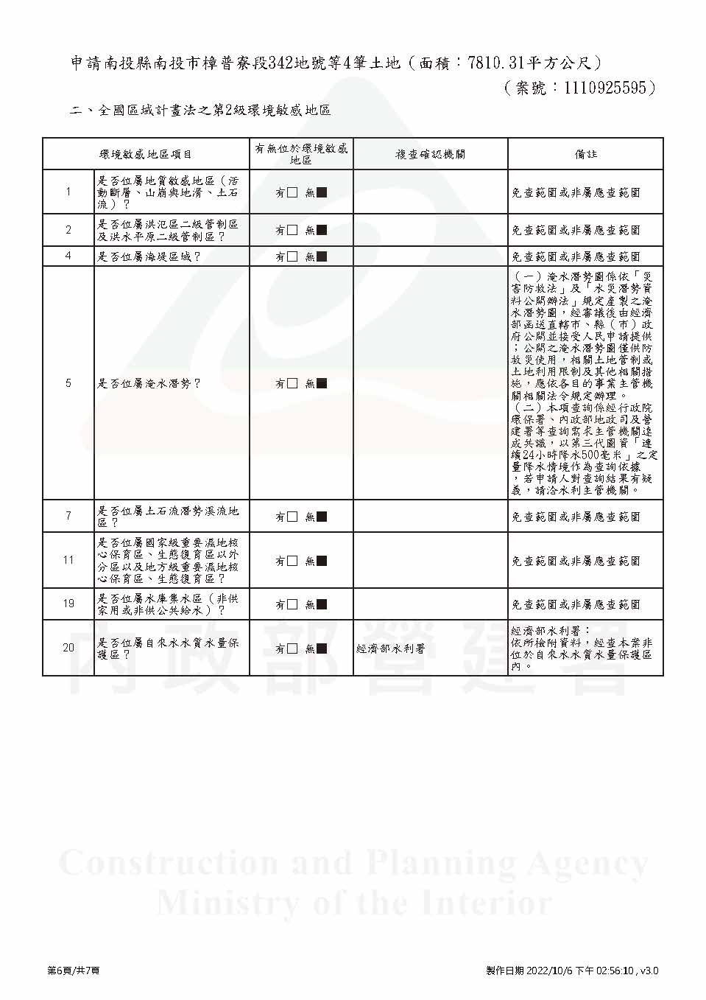 申請南投縣南投市樟普寮段342地號等4筆土地（面積：7810.31平方公尺）
（案號：1110925595）
二、全國區域計畫法之第2級環境敏感地區
環境敏感地區項目
有無位於環境敏感
地區
複查確認機關
備註
1
是否位屬地質敏感地區（活
動斷層、山崩與地滑、土石
流）？
有□ 無■
免查範圍或非屬應查範圍
2
是否位屬洪氾區二級管制區
及洪水平原二級管制區？
有□ 無■
免查範圍或非屬應查範圍
4
是否位屬海堤區域？
有□ 無■
免查範圍或非屬應查範圍
5
是否位屬淹水潛勢？
有□ 無■
（一）淹水潛勢圖係依「災
害防救法」及「水災潛勢資
料公開辦法」規定產製之淹
水潛勢圖，經審議後由經濟
部函送直轄市、縣（市）政
府公開並接受人民申請提供
；公開之淹水潛勢圖僅供防
救災使用，相關土地管制或
土地利用限制及其他相關措
施，應依各目的事業主管機
關相關法令規定辦理。
（二）本項查詢係經行政院
環保署、內政部地政司及營
建署等查詢需求主管機關達
成共識，以第三代圖資「連
續24小時降水500毫米」之定
量降水情境作為查詢依據
，若申請人對查詢結果有疑
義，請洽水利主管機關。
7
是否位屬土石流潛勢溪流地
區？
有□ 無■
免查範圍或非屬應查範圍
11
是否位屬國家級重要濕地核
心保育區、生態復育區以外
分區以及地方級重要濕地核
心保育區、生態復育區？
有□ 無■
免查範圍或非屬應查範圍
19
是否位屬水庫集水區（非供
家用或非供公共給水）？
有□ 無■
免查範圍或非屬應查範圍
20
是否位屬自來水水質水量保
護區？
有□ 無■
經濟部水利署
經濟部水利署：
依所檢附資料，經查本案非
位於自來水水質水量保護區
內。
內政部營建署
Construction and Planning Agency
Ministry of the Interior
第6頁/共7頁
製作日期 2022/10/6 下午 02:56:10 , v3.0